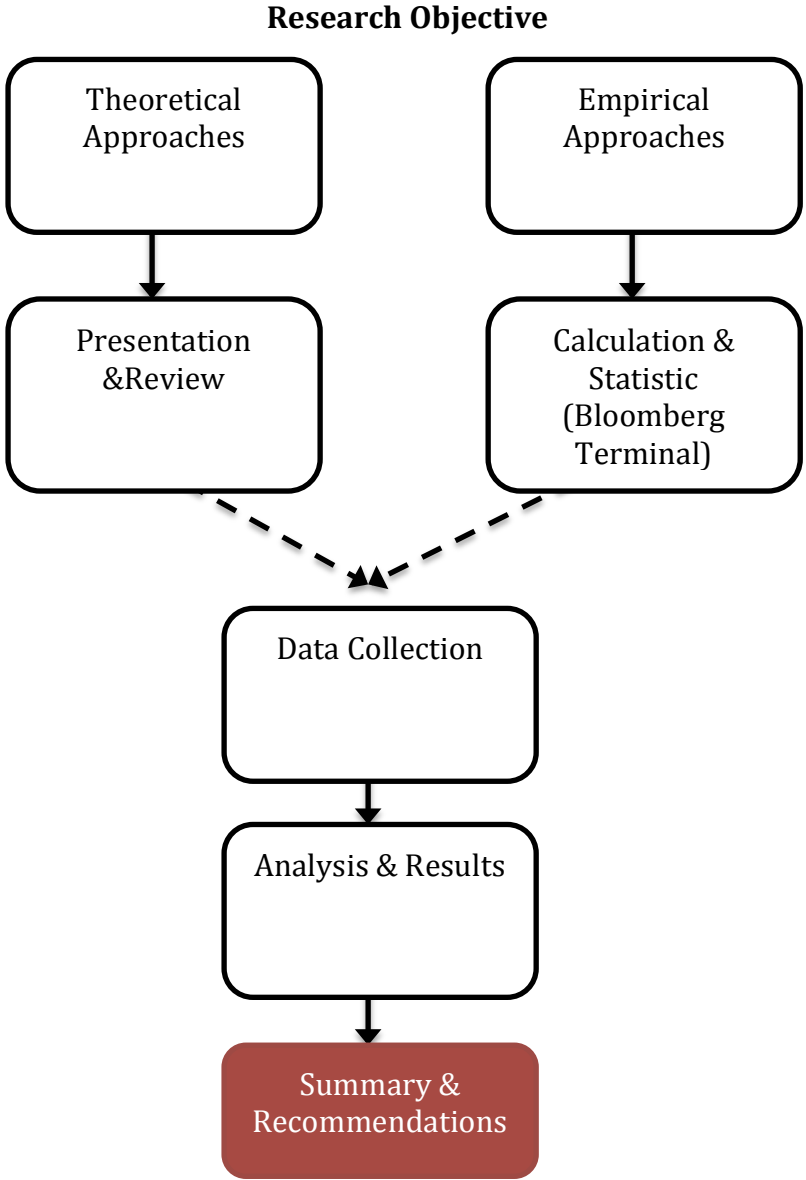 Research Objective
Theoretical
Approaches
Empirical
Approaches
Presentation
&Review
Calculation &
Statistic
(Bloomberg
Terminal)
Data Collection
Analysis & Results
Summary &
Recommendations